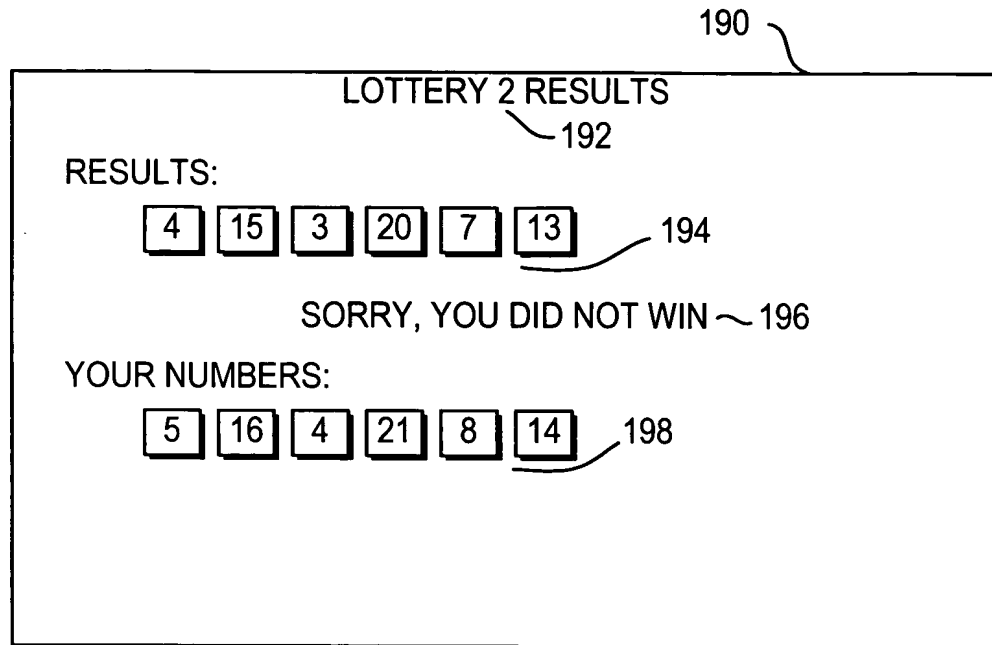 190
LOTTERY 2 RESULTS
192
RESULTS:
4 15 3 20 7 13
194
SORRY, YOU DID NOT WIN 196
YOUR NUMBERS:
5 16 4 21 8 14 198